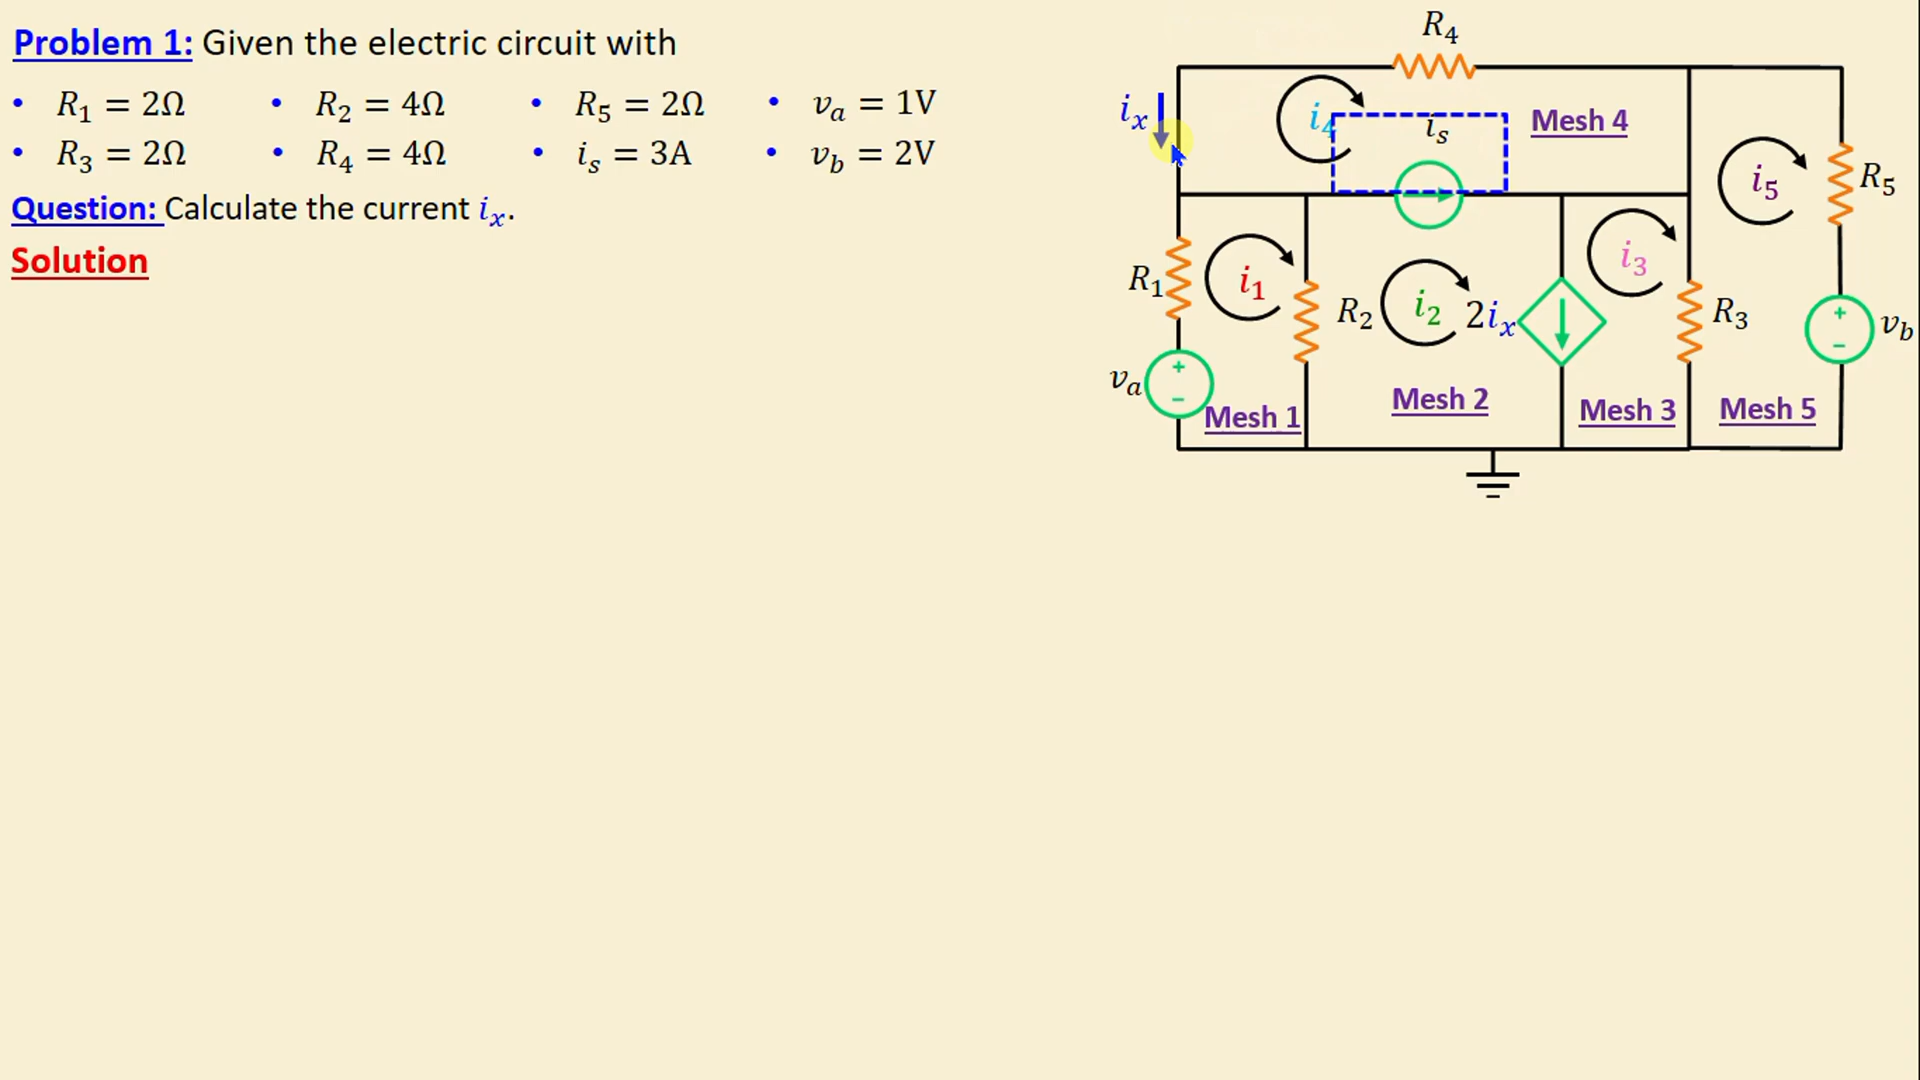 Problem 1: Given the electric circuit with
• R₁ = 2Ω • R₂ = 4Ω • R₅ = 2Ω • vₐ = 1V
• R₃ = 2Ω • R₄ = 4Ω • iₛ = 3A • v_b = 2V
Question: Calculate the current iₓ.
Solution
R₄
iₓ
i₄
iₛ
Mesh 4
i₅
R₅
R₁
i₁
R₂
i₂
2iₓ
i₃
R₃
+
−
v_b
vₐ
+
−
Mesh 1
Mesh 2
Mesh 3
Mesh 5